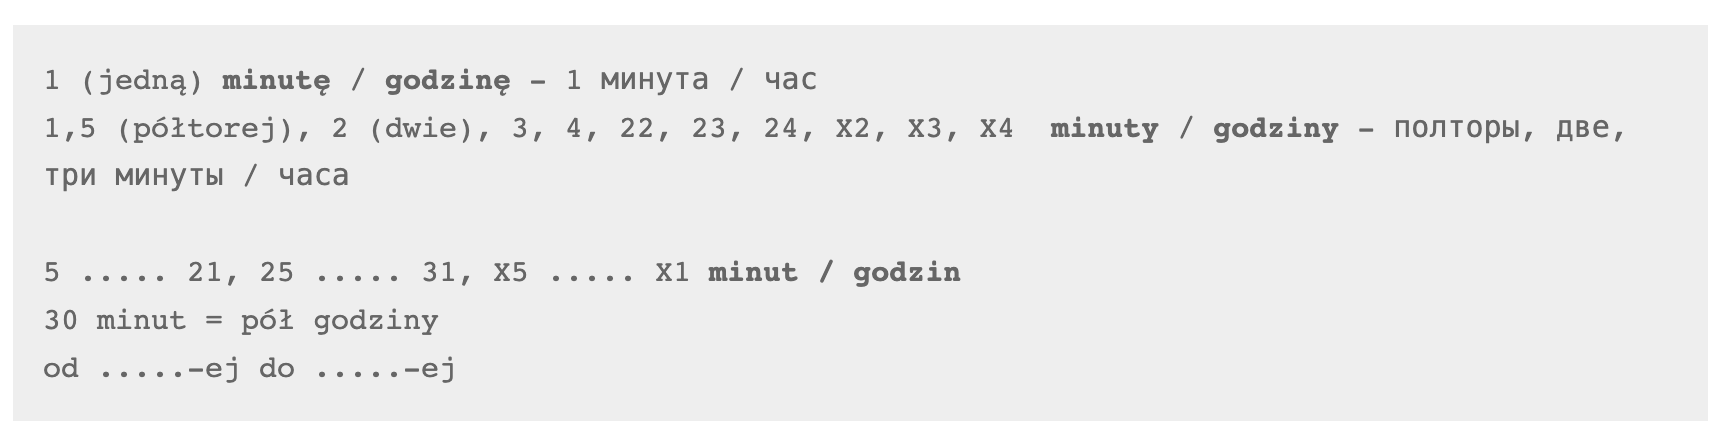 1 (jedną) minutę / godzinę – 1 минута / час
1,5 (półtorej), 2 (dwie), 3, 4, 22, 23, 24, X2, X3, X4  minuty / godziny – полторы, две,
три минуты / часа
5 ..... 21, 25 ..... 31, X5 ..... X1 minut / godzin
30 minut = pół godziny
od .....–ej do .....–ej